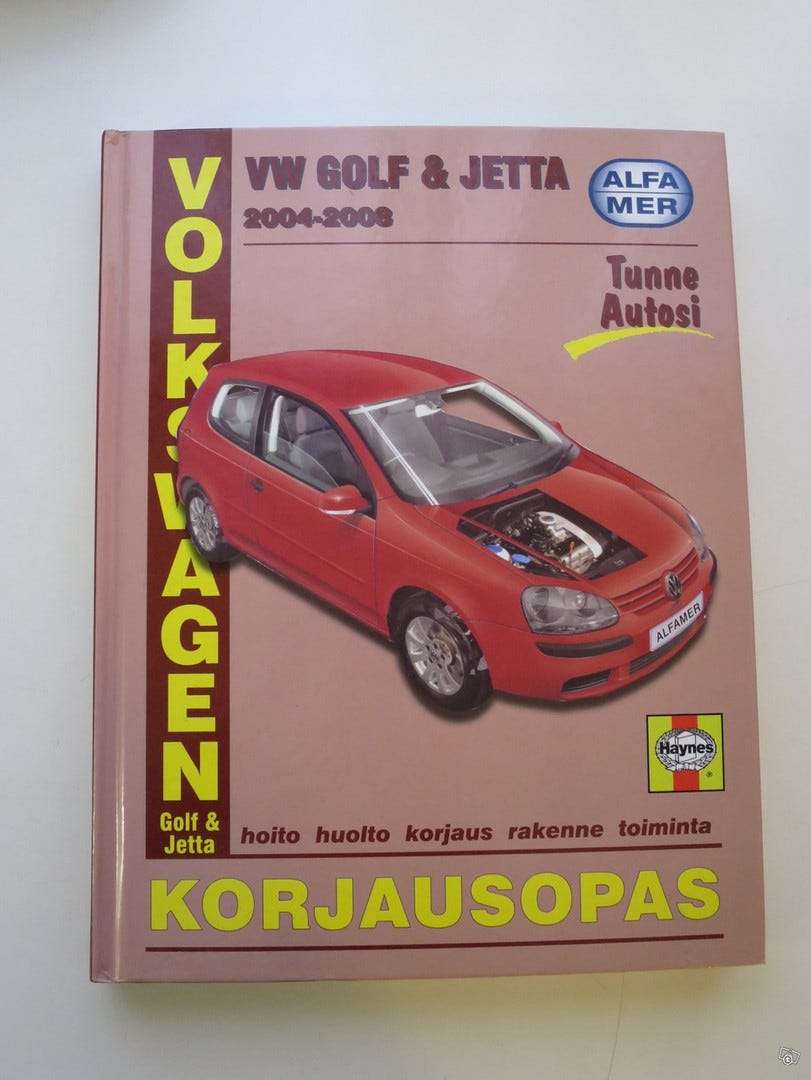 VW GOLF & JETTA
2004-2008
ALFA
MER
Tunne
Autosi
VOLKSWAGEN
Golf &
Jetta
ALFAMER
Haynes
®
hoito huolto korjaus rakenne toiminta
KORJAUSOPAS